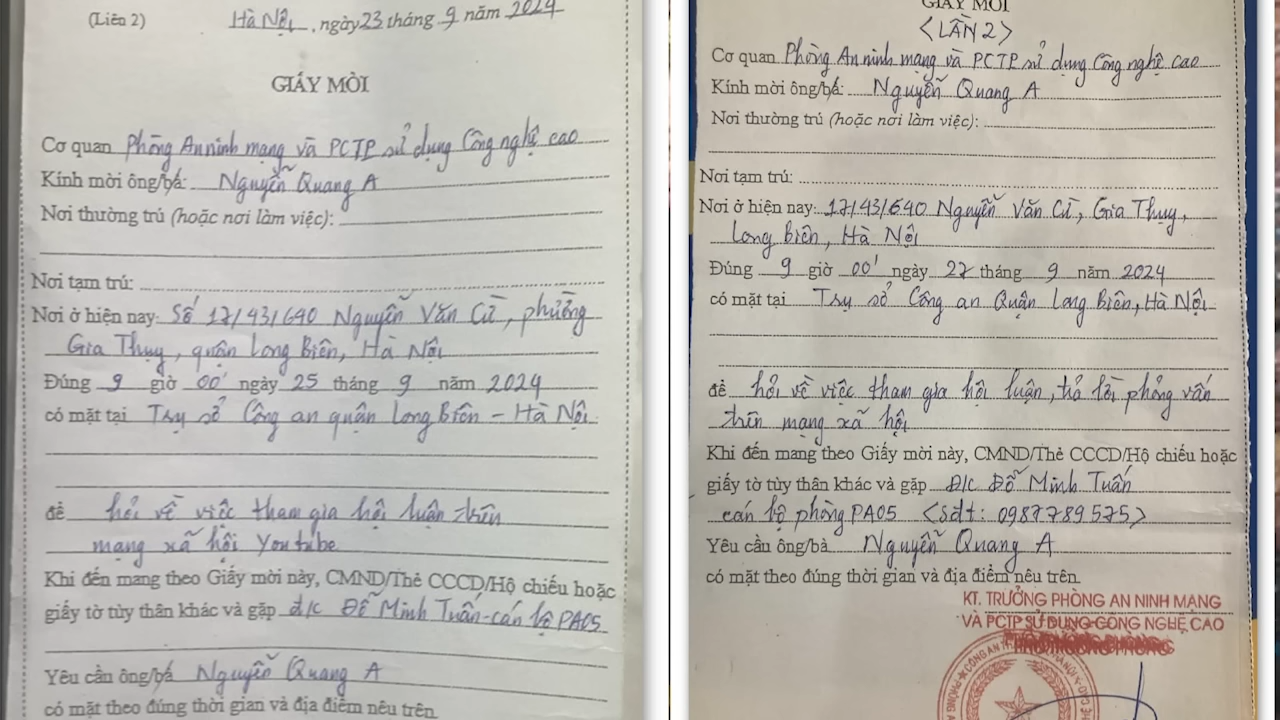 (Liên 2)
Hà Nội, ngày 23 tháng 9 năm 2024
GIẤY MỜI
Cơ quan Phòng An ninh mạng và PCTP sử dụng Công nghệ cao
Kính mời ông/bà: Nguyễn Quang A
Nơi thường trú (hoặc nơi làm việc):
Nơi tạm trú:
Nơi ở hiện nay: Số 17/43/640 Nguyễn Văn Cừ, phường
Gia Thụy, quận Long Biên, Hà Nội
Đúng 9 giờ 00' ngày 25 tháng 9 năm 2024
có mặt tại Trụ sở Công an quận Long Biên - Hà Nội
để hỏi về việc tham gia hội luận trên
mạng xã hội Youtube
Khi đến mang theo Giấy mời này, CMND/Thẻ CCCD/Hộ chiếu hoặc
giấy tờ tùy thân khác và gặp đ/c Đỗ Minh Tuấn - cán bộ PA05
Yêu cầu ông/bà Nguyễn Quang A
có mặt theo đúng thời gian và địa điểm nêu trên
GIẤY MỜI
<LẦN 2>
Cơ quan Phòng An ninh mạng và PCTP sử dụng Công nghệ cao
Kính mời ông/bà: Nguyễn Quang A
Nơi thường trú (hoặc nơi làm việc):
Nơi tạm trú:
Nơi ở hiện nay: 17/43/640 Nguyễn Văn Cừ, Gia Thụy,
Long Biên, Hà Nội
Đúng 9 giờ 00' ngày 27 tháng 9 năm 2024
có mặt tại Trụ sở Công an Quận Long Biên, Hà Nội
để hỏi về việc tham gia hội luận, trả lời phỏng vấn
trên mạng xã hội
Khi đến mang theo Giấy mời này, CMND/Thẻ CCCD/Hộ chiếu hoặc
giấy tờ tùy thân khác và gặp Đ/c Đỗ Minh Tuấn
cán bộ phòng PA05 <sđt: 0987789575>
Yêu cầu ông/bà Nguyễn Quang A
có mặt theo đúng thời gian và địa điểm nêu trên
KT. TRƯỞNG PHÒNG AN NINH MẠNG
VÀ PCTP SỬ DỤNG CÔNG NGHỆ CAO